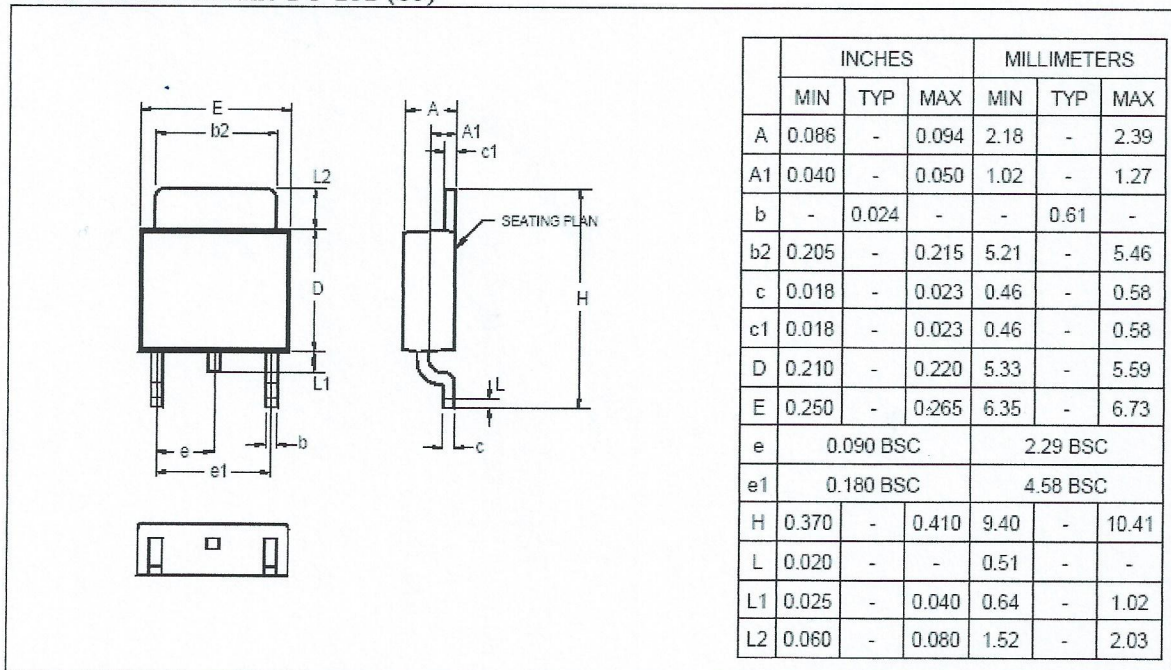 E
b2
L2
D
L1
e
b
e1
A
A1
c1
SEATING PLAN
H
L
c
INCHES MILLIMETERS
MIN TYP MAX MIN TYP MAX
A 0.086 - 0.094 2.18 - 2.39
A1 0.040 - 0.050 1.02 - 1.27
b - 0.024 - - 0.61 -
b2 0.205 - 0.215 5.21 - 5.46
c 0.018 - 0.023 0.46 - 0.58
c1 0.018 - 0.023 0.46 - 0.58
D 0.210 - 0.220 5.33 - 5.59
E 0.250 - 0.265 6.35 - 6.73
e 0.090 BSC 2.29 BSC
e1 0.180 BSC 4.58 BSC
H 0.370 - 0.410 9.40 - 10.41
L 0.020 - - 0.51 - -
L1 0.025 - 0.040 0.64 - 1.02
L2 0.060 - 0.080 1.52 - 2.03